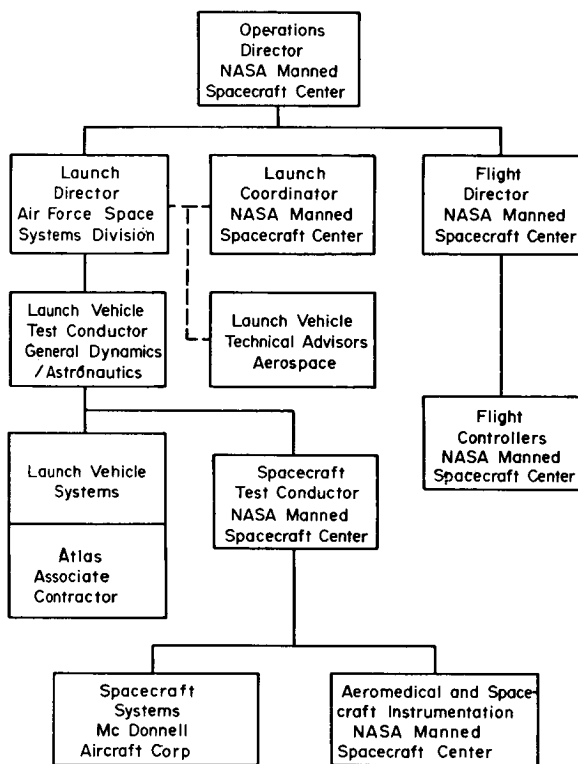 Operations
Director
NASA Manned
Spacecraft Center
Launch
Director
Air Force Space
Systems Division
Launch
Coordinator
NASA Manned
Spacecraft Center
Flight
Director
NASA Manned
Spacecraft Center
Launch Vehicle
Test Conductor
General Dynamics
/Astronautics
Launch Vehicle
Technical Advisors
Aerospace
Flight
Controllers
NASA Manned
Spacecraft Center
Launch Vehicle
Systems
Atlas
Associate
Contractor
Spacecraft
Test Conductor
NASA Manned
Spacecraft Center
Spacecraft
Systems
Mc Donnell
Aircraft Corp
Aeromedical and Space-
craft Instrumentation
NASA Manned
Spacecraft Center